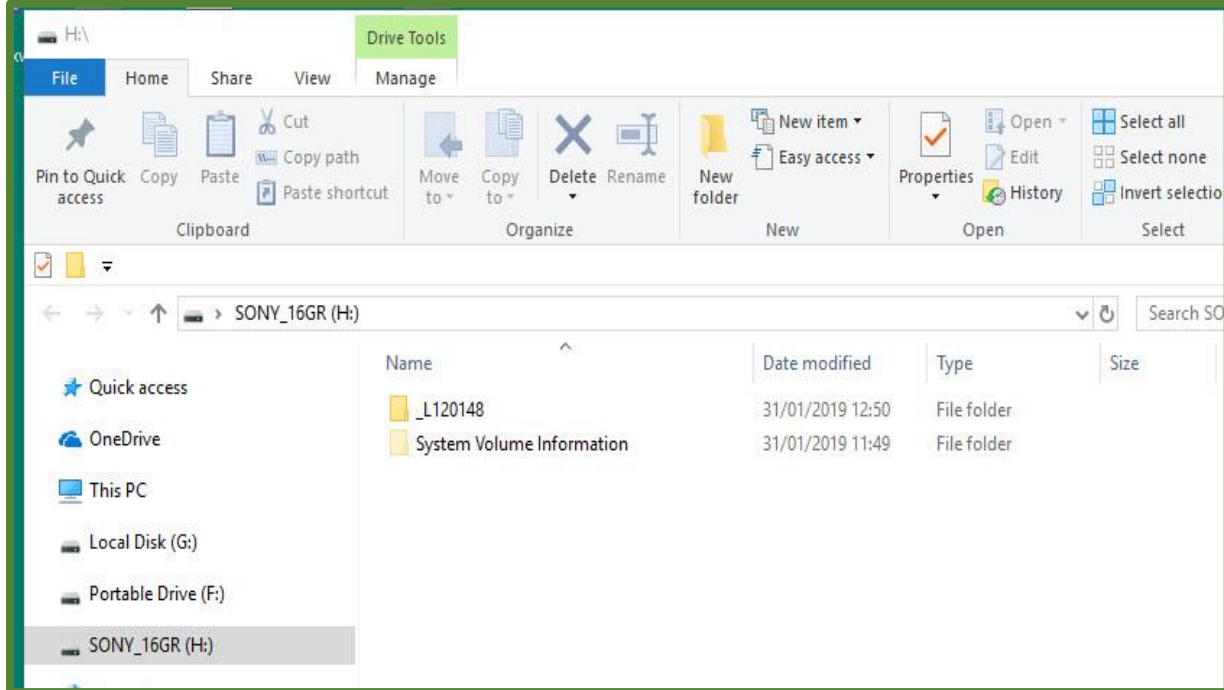 H:\
Drive Tools
File Home Share View Manage
Pin to Quick access
Copy
Paste
Cut
Copy path
Paste shortcut
Clipboard
Move to
Copy to
Delete
Rename
Organize
New folder
New item
Easy access
New
Properties
Open
Edit
History
Open
Select all
Select none
Invert selectio
Select
SONY_16GR (H:)
Search SO
Name Date modified Type Size
_L120148 31/01/2019 12:50 File folder
System Volume Information 31/01/2019 11:49 File folder
Quick access
OneDrive
This PC
Local Disk (G:)
Portable Drive (F:)
SONY_16GR (H:)